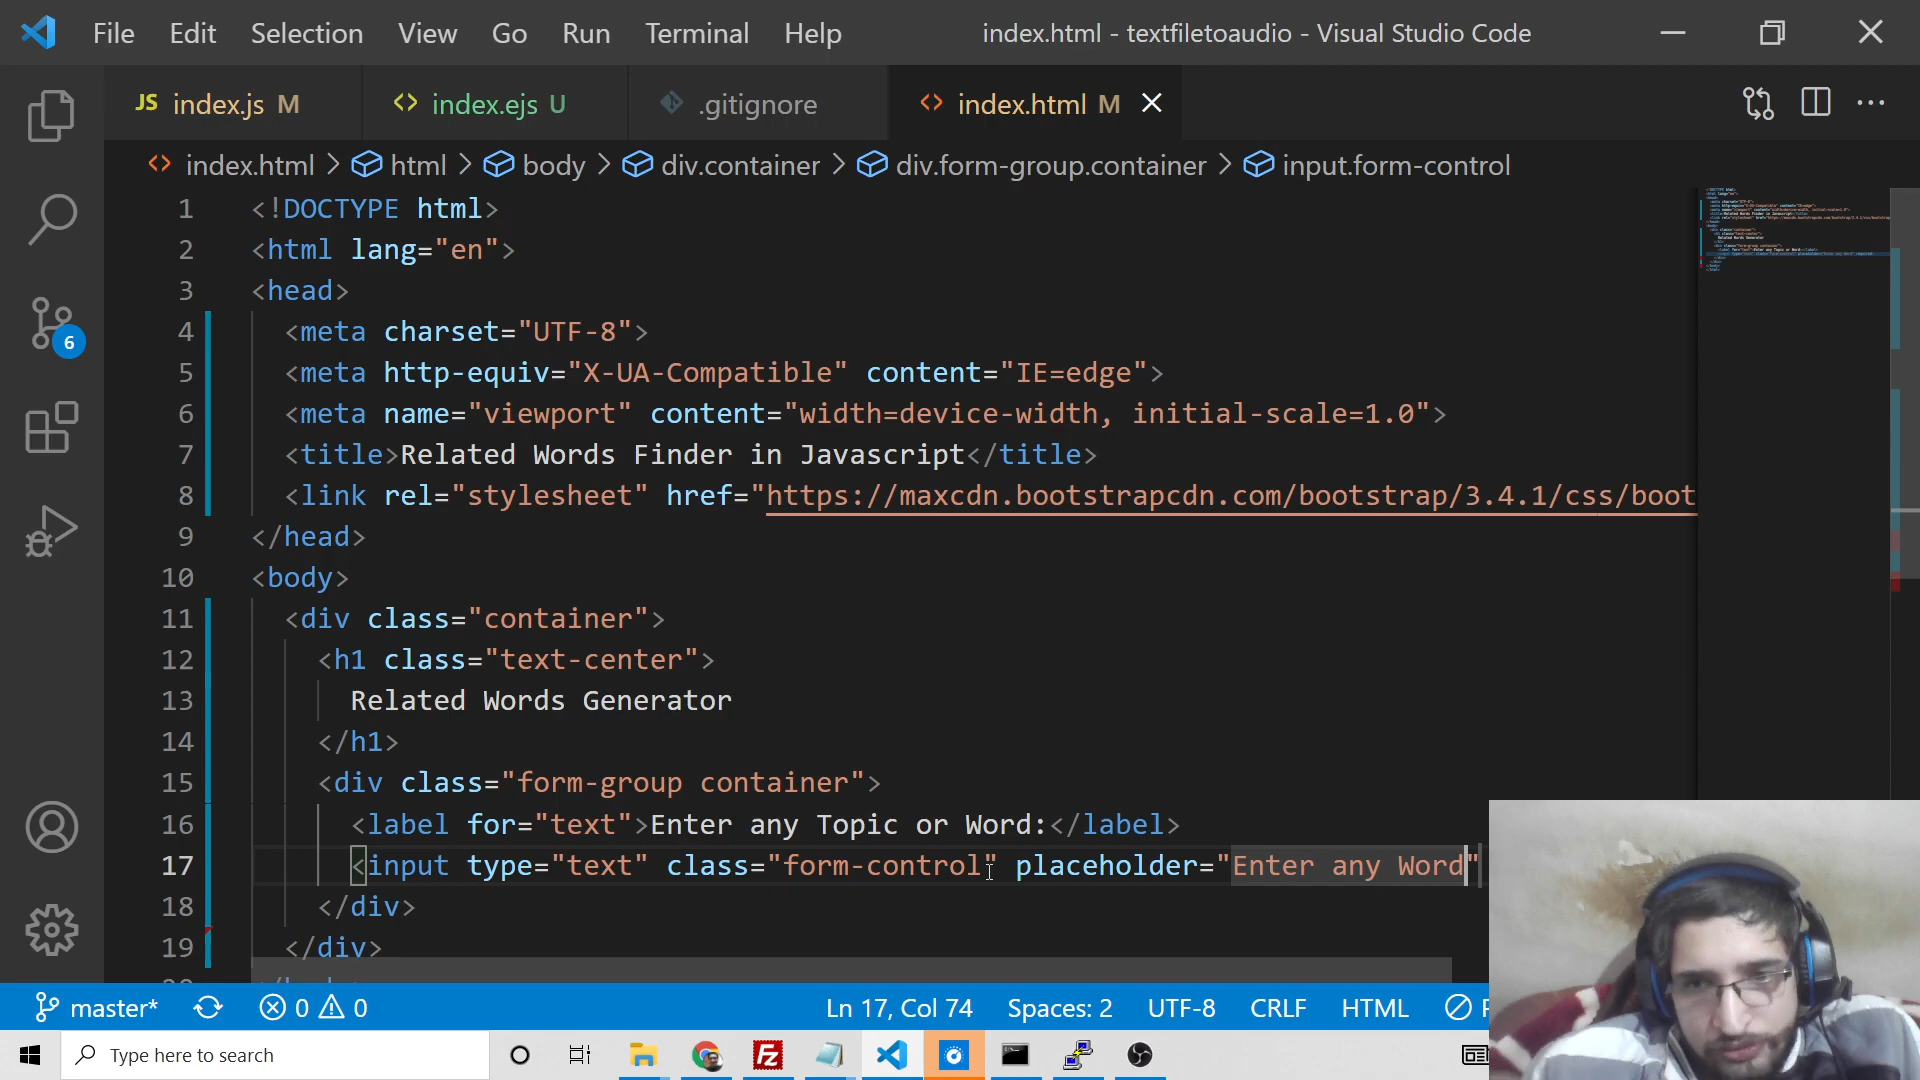 File Edit Selection View Go Run Terminal Help index.html - textfiletoaudio - Visual Studio Code
JS index.js M index.ejs U .gitignore index.html M
index.html > html > body > div.container > div.form-group.container > input.form-control
1 <!DOCTYPE html>
2 <html lang="en">
3 <head>
4 <meta charset="UTF-8">
5 <meta http-equiv="X-UA-Compatible" content="IE=edge">
6 <meta name="viewport" content="width=device-width, initial-scale=1.0">
7 <title>Related Words Finder in Javascript</title>
8 <link rel="stylesheet" href="https://maxcdn.bootstrapcdn.com/bootstrap/3.4.1/css/boot
9 </head>
10 <body>
11 <div class="container">
12 <h1 class="text-center">
13 Related Words Generator
14 </h1>
15 <div class="form-group container">
16 <label for="text">Enter any Topic or Word:</label>
17 <input type="text" class="form-control" placeholder="Enter any Word"
18 </div>
19 </div>
6
master* 0 0 Ln 17, Col 74 Spaces: 2 UTF-8 CRLF HTML
Type here to search